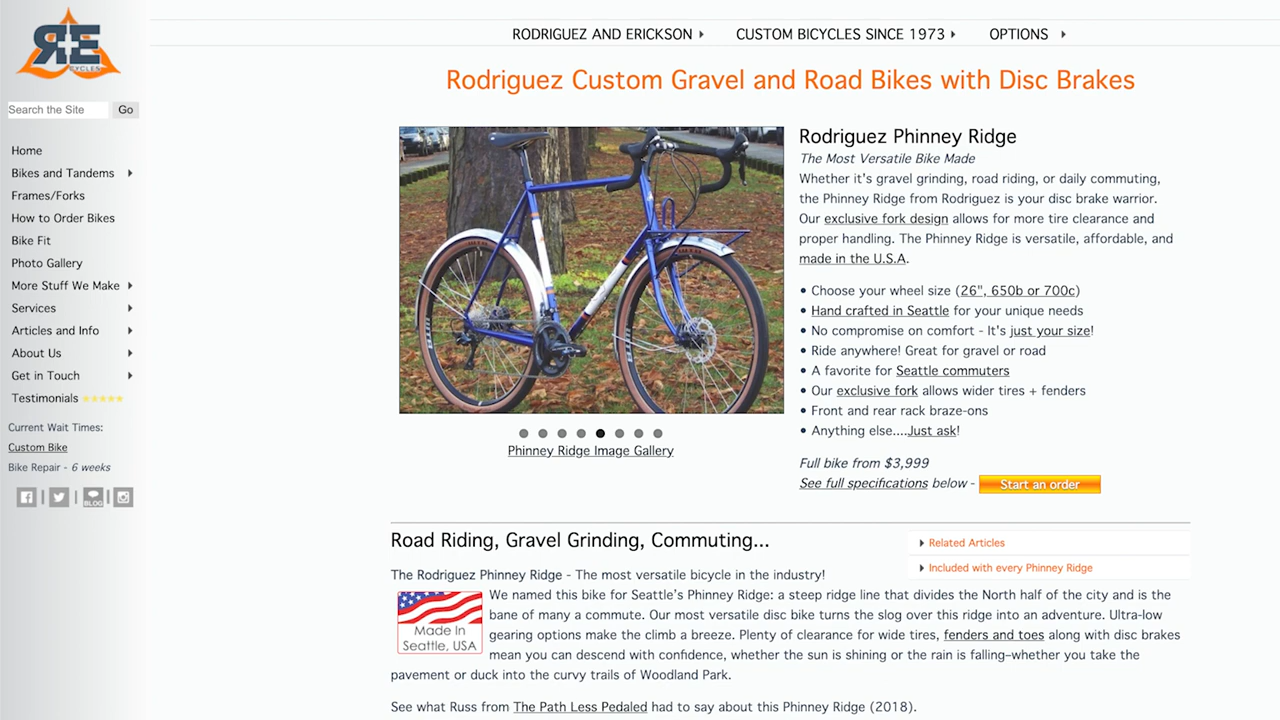 R+E
CYCLES
Search the Site
Go
Home
Bikes and Tandems
Frames/Forks
How to Order Bikes
Bike Fit
Photo Gallery
More Stuff We Make
Services
Articles and Info
About Us
Get in Touch
Testimonials
Current Wait Times:
Custom Bike
Bike Repair - 6 weeks
BLOG
RODRIGUEZ AND ERICKSON
CUSTOM BICYCLES SINCE 1973
OPTIONS
Rodriguez Custom Gravel and Road Bikes with Disc Brakes
Phinney Ridge Image Gallery
Rodriguez Phinney Ridge
The Most Versatile Bike Made
Whether it's gravel grinding, road riding, or daily commuting,
the Phinney Ridge from Rodriguez is your disc brake warrior.
Our exclusive fork design allows for more tire clearance and
proper handling. The Phinney Ridge is versatile, affordable, and
made in the U.S.A.
• Choose your wheel size (26", 650b or 700c)
• Hand crafted in Seattle for your unique needs
• No compromise on comfort - It's just your size!
• Ride anywhere! Great for gravel or road
• A favorite for Seattle commuters
• Our exclusive fork allows wider tires + fenders
• Front and rear rack braze-ons
• Anything else....Just ask!
Full bike from $3,999
See full specifications below - Start an order
Road Riding, Gravel Grinding, Commuting...
Related Articles
Included with every Phinney Ridge
The Rodriguez Phinney Ridge - The most versatile bicycle in the industry!
Made In
Seattle, USA
We named this bike for Seattle's Phinney Ridge: a steep ridge line that divides the North half of the city and is the
bane of many a commute. Our most versatile disc bike turns the slog over this ridge into an adventure. Ultra-low
gearing options make the climb a breeze. Plenty of clearance for wide tires, fenders and toes along with disc brakes
mean you can descend with confidence, whether the sun is shining or the rain is falling–whether you take the
pavement or duck into the curvy trails of Woodland Park.
See what Russ from The Path Less Pedaled had to say about this Phinney Ridge (2018).